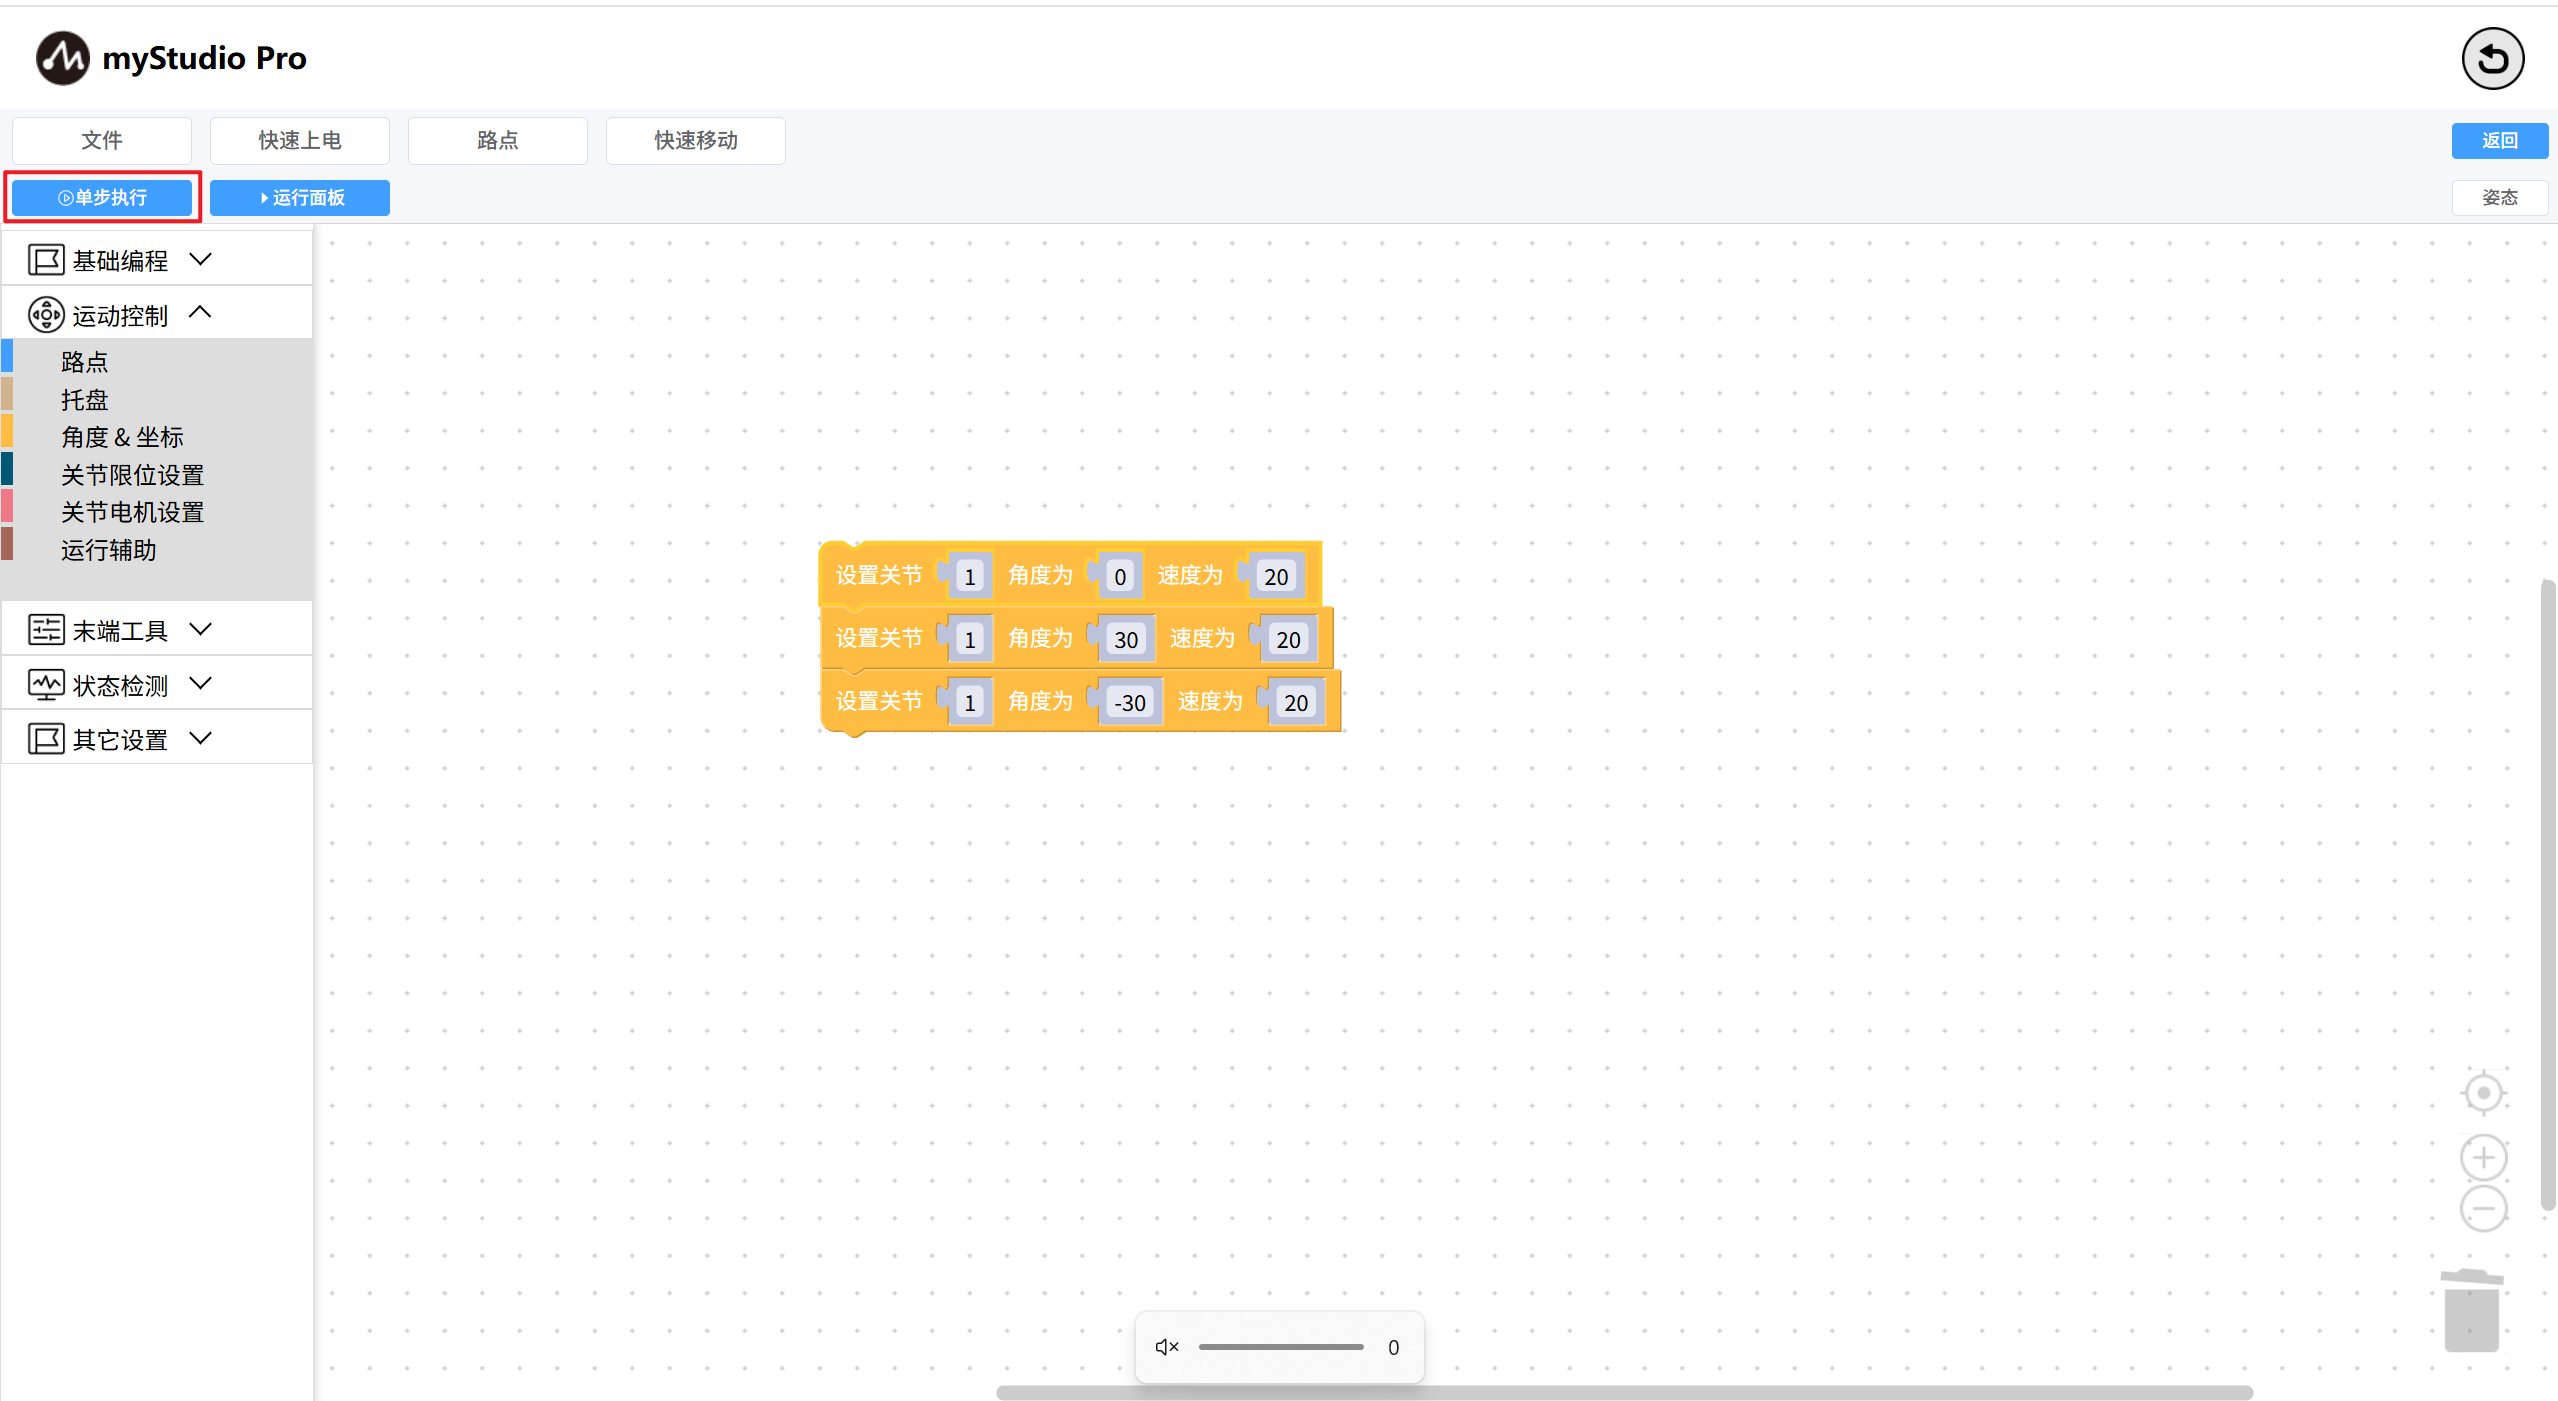 myStudio Pro
文件 快速上电 路点 快速移动 返回
单步执行 运行面板 姿态
基础编程
运动控制
路点
托盘
角度 & 坐标
关节限位设置
关节电机设置
运行辅助
末端工具
状态检测
其它设置
设置关节 1 角度为 0 速度为 20
设置关节 1 角度为 30 速度为 20
设置关节 1 角度为 -30 速度为 20
0